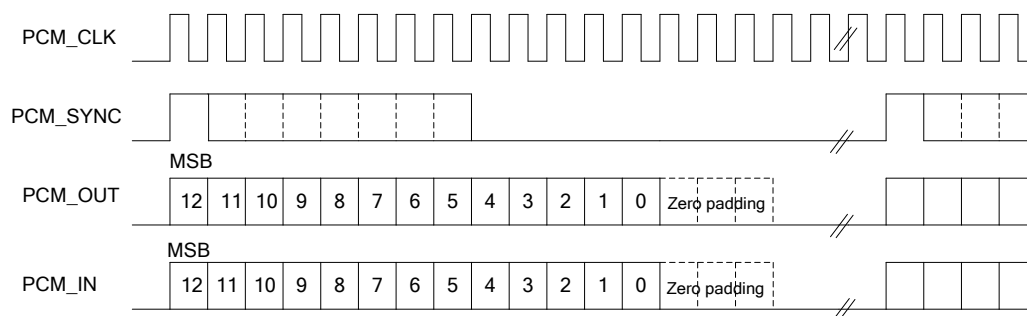 PCM_CLK
PCM_SYNC
MSB
PCM_OUT 12 11 10 9 8 7 6 5 4 3 2 1 0 Zero padding
MSB
PCM_IN 12 11 10 9 8 7 6 5 4 3 2 1 0 Zero padding